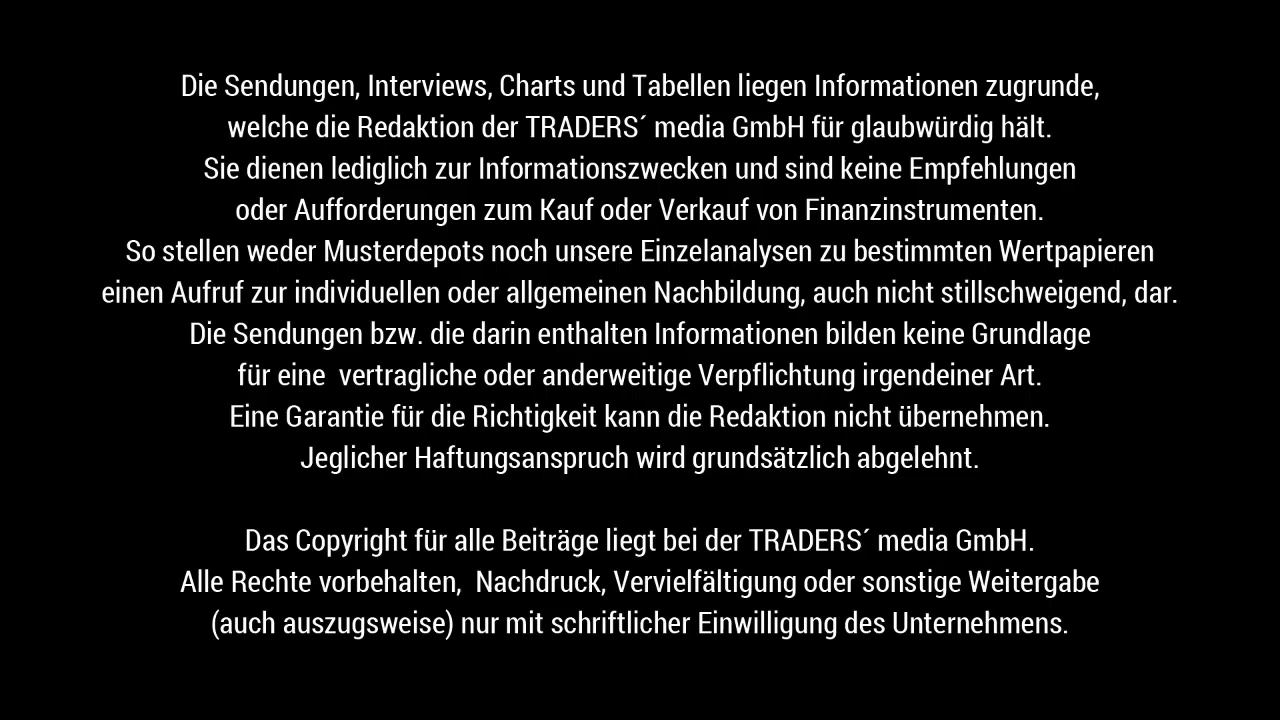 Die Sendungen, Interviews, Charts und Tabellen liegen Informationen zugrunde,
welche die Redaktion der TRADERS´ media GmbH für glaubwürdig hält.
Sie dienen lediglich zur Informationszwecken und sind keine Empfehlungen
oder Aufforderungen zum Kauf oder Verkauf von Finanzinstrumenten.
So stellen weder Musterdepots noch unsere Einzelanalysen zu bestimmten Wertpapieren
einen Aufruf zur individuellen oder allgemeinen Nachbildung, auch nicht stillschweigend, dar.
Die Sendungen bzw. die darin enthalten Informationen bilden keine Grundlage
für eine  vertragliche oder anderweitige Verpflichtung irgendeiner Art.
Eine Garantie für die Richtigkeit kann die Redaktion nicht übernehmen.
Jeglicher Haftungsanspruch wird grundsätzlich abgelehnt.
Das Copyright für alle Beiträge liegt bei der TRADERS´ media GmbH.
Alle Rechte vorbehalten,  Nachdruck, Vervielfältigung oder sonstige Weitergabe
(auch auszugsweise) nur mit schriftlicher Einwilligung des Unternehmens.